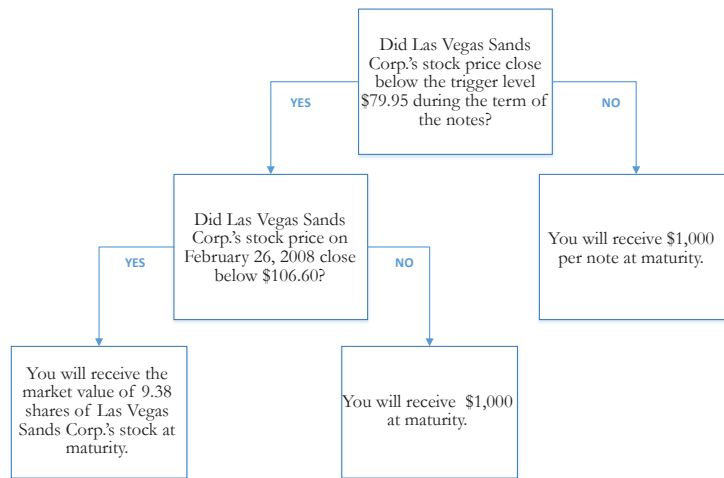 Did Las Vegas Sands
Corp.'s stock price close
below the trigger level
$79.95 during the term of
the notes?
YES
NO
Did Las Vegas Sands
Corp.'s stock price on
February 26, 2008 close
below $106.60?
You will receive $1,000
per note at maturity.
YES
NO
You will receive the
market value of 9.38
shares of Las Vegas
Sands Corp.'s stock at
maturity.
You will receive $1,000
at maturity.